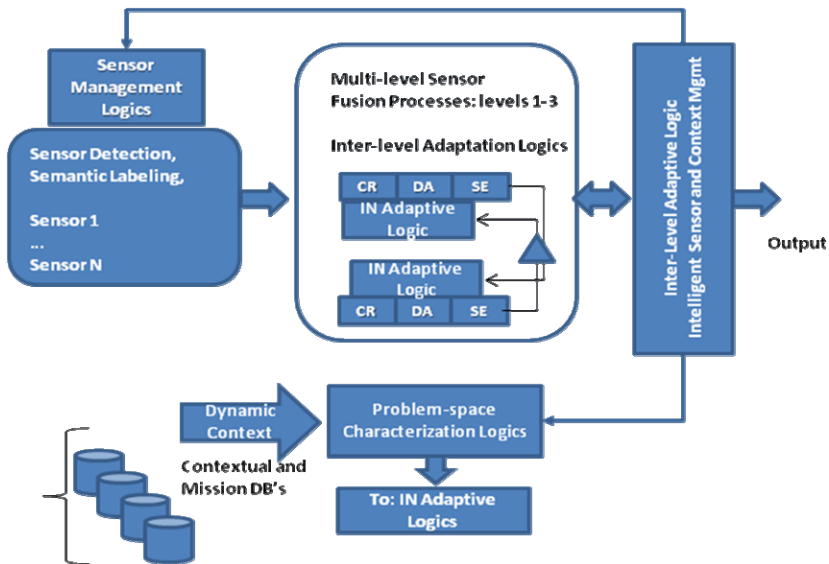 Sensor
Management
Logics
Sensor Detection,
Semantic Labeling,
Sensor 1
...
Sensor N
Multi-level Sensor
Fusion Processes: levels 1-3
Inter-level Adaptation Logics
CR DA SE
IN Adaptive
Logic
IN Adaptive
Logic
CR DA SE
Inter-Level Adaptive Logic
Intelligent Sensor and Context Mgmt
Output
Dynamic
Context
Contextual and
Mission DB's
Problem-space
Characterization Logics
To: IN Adaptive
Logics